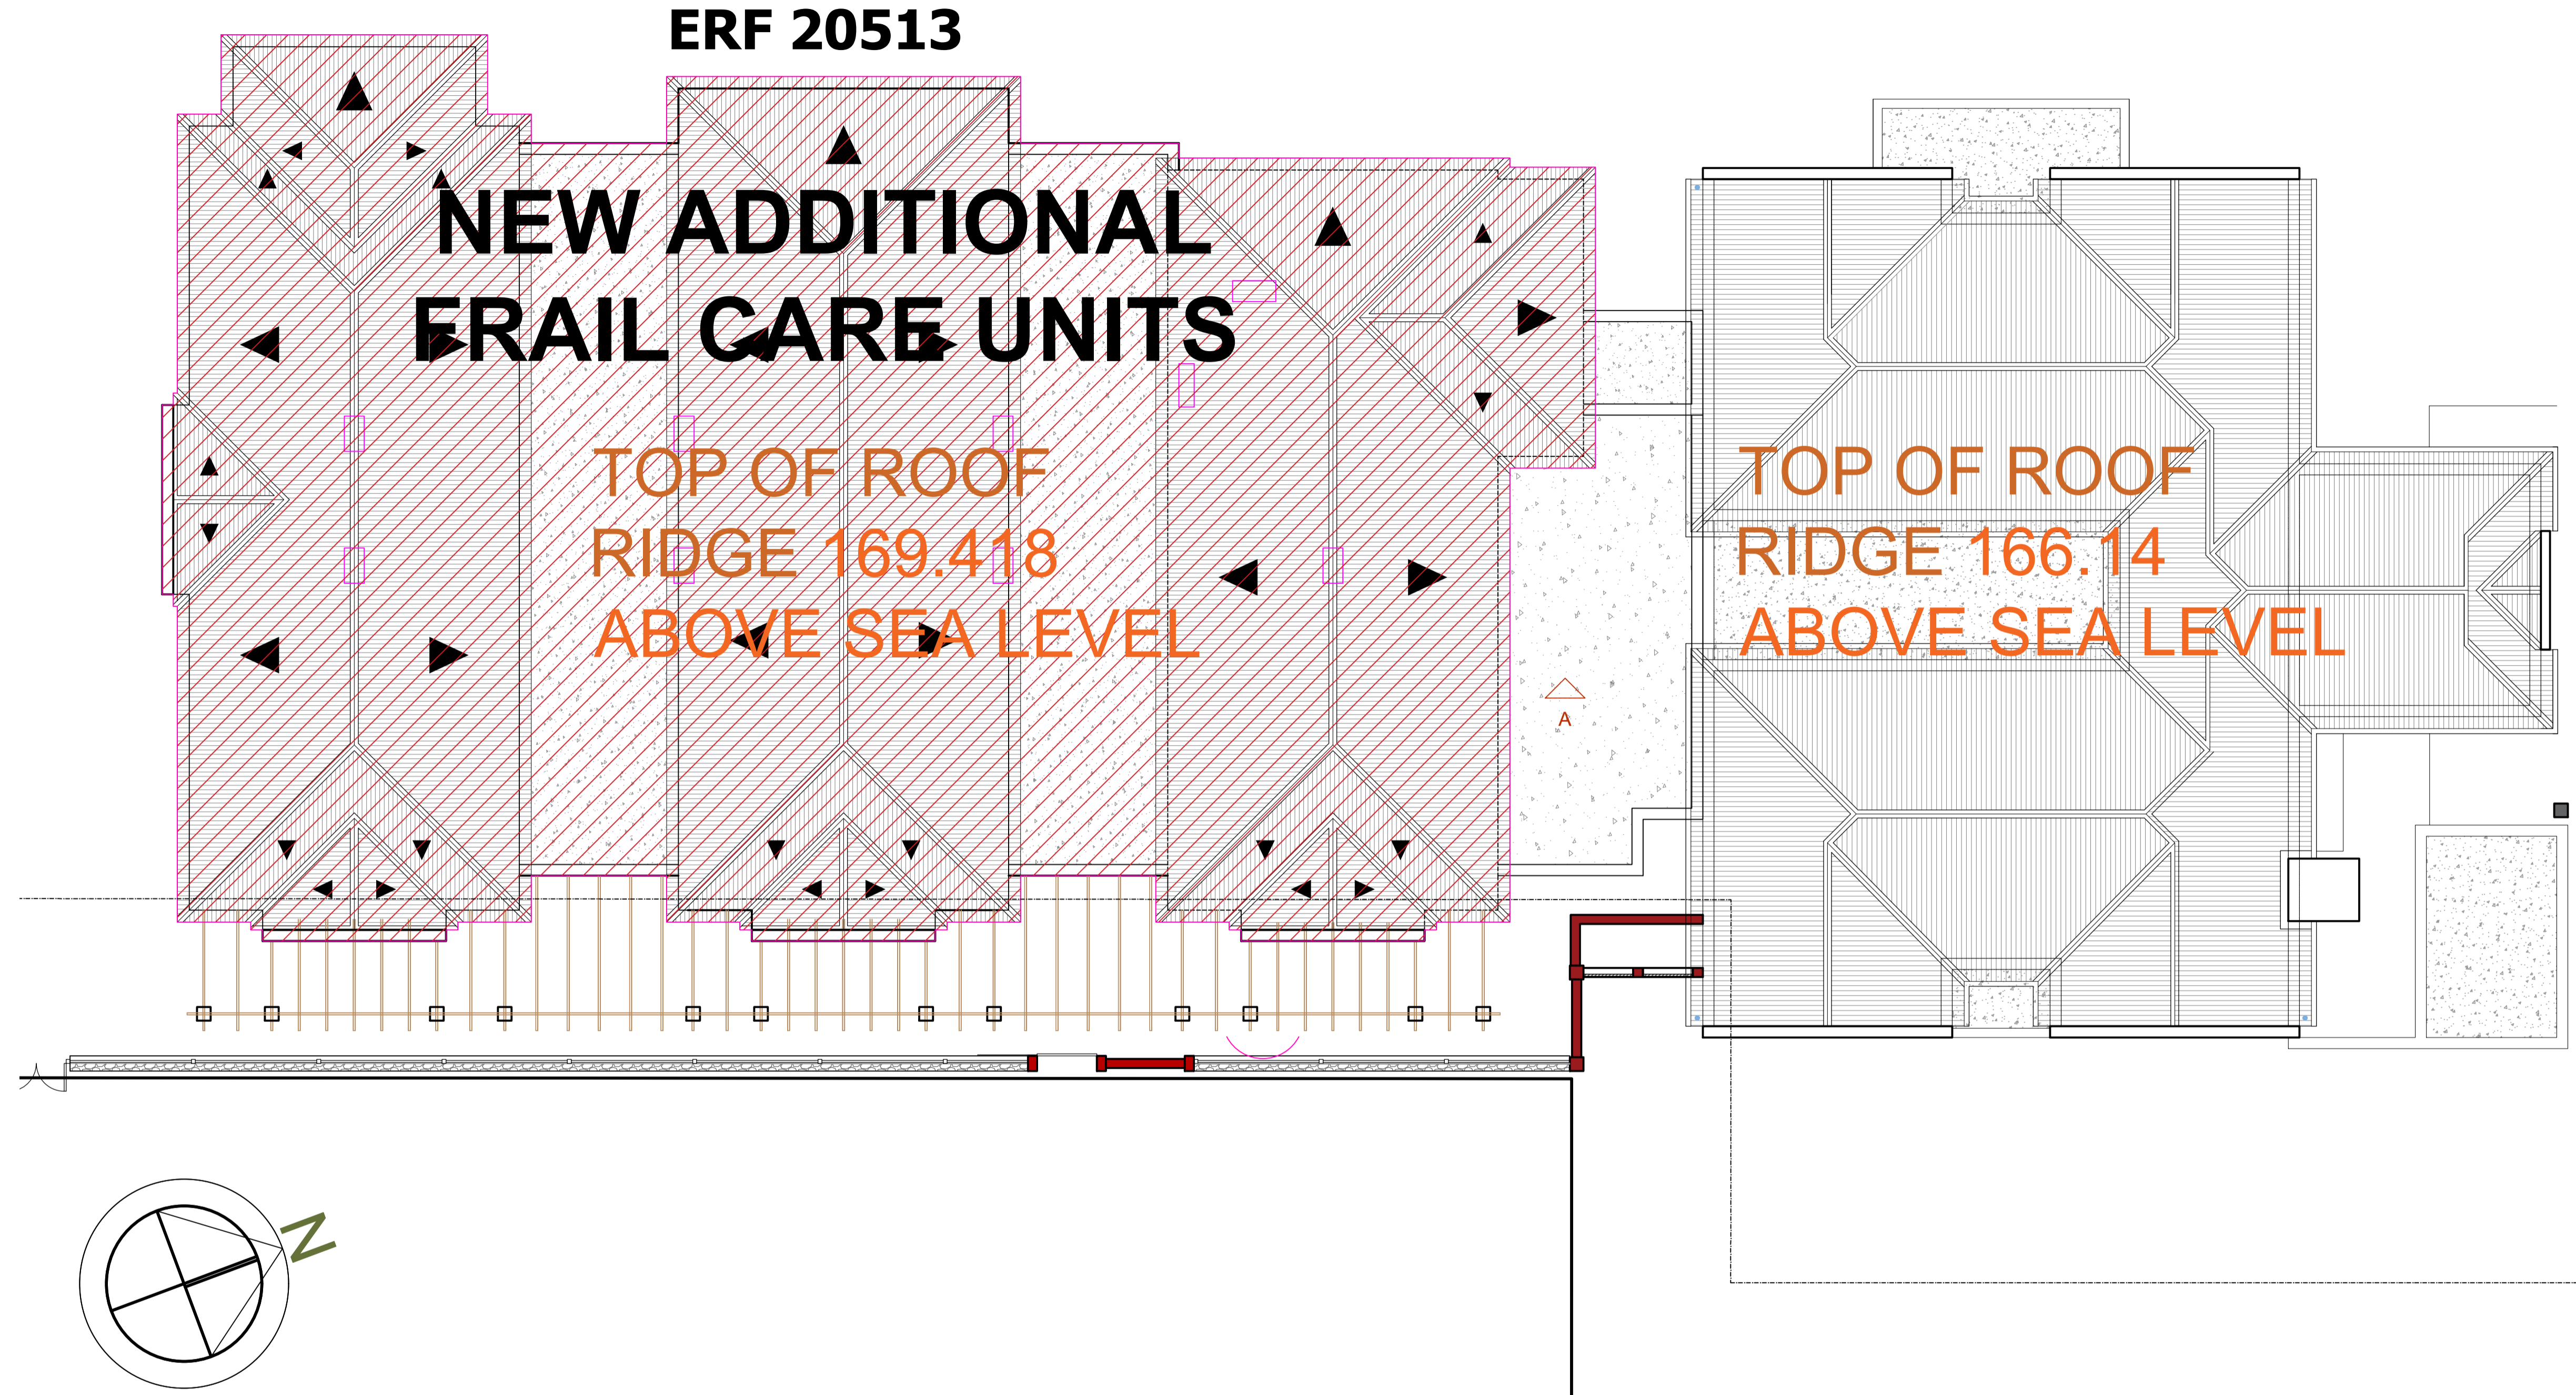 ERF 20513
NEW ADDITIONAL
FRAIL CARE UNITS
TOP OF ROOF
RIDGE 169.418
ABOVE SEA LEVEL
TOP OF ROOF
RIDGE 166.14
ABOVE SEA LEVEL
A
N